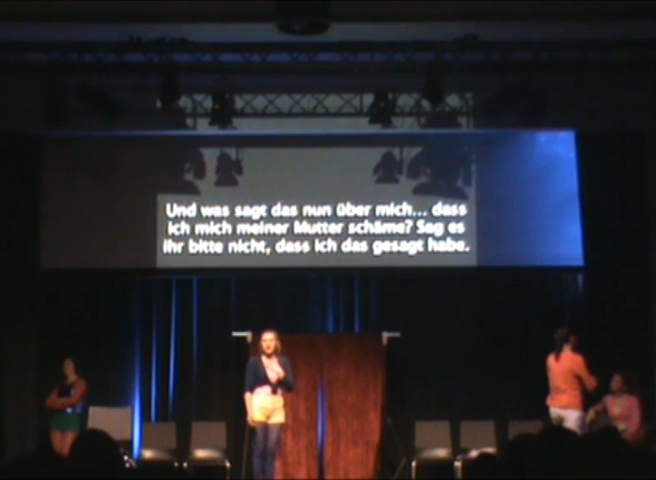 Und was sagt das nun über mich... dass
ich mich meiner Mutter schäme? Sag es
ihr bitte nicht, dass ich das gesagt habe.